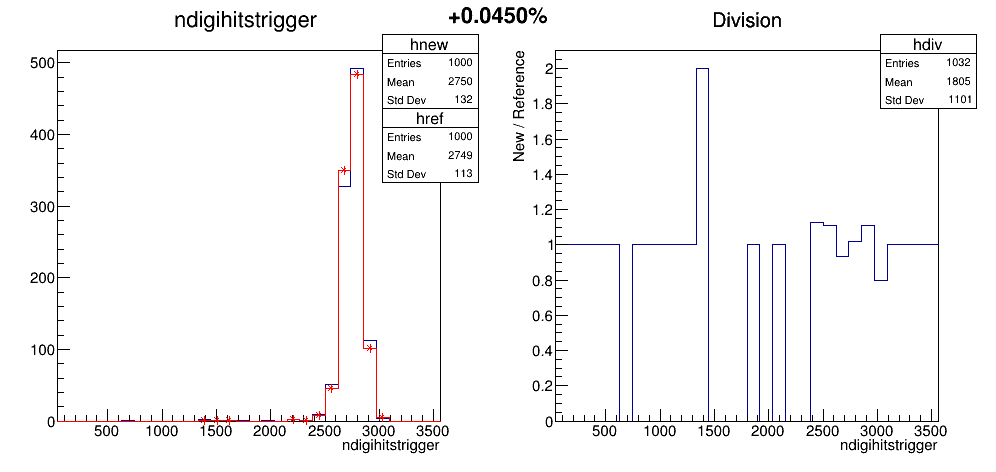 ndigihitstrigger
+0.0450%
Division
hnew
Entries 1000
Mean 2750
Std Dev 132
href
Entries 1000
Mean 2749
Std Dev 113
500
400
300
200
100
0
500 1000 1500 2000 2500 3000 3500
ndigihitstrigger
hdiv
Entries 1032
Mean 1805
Std Dev 1101
New / Reference
2
1.8
1.6
1.4
1.2
1
0.8
0.6
0.4
0.2
0
500 1000 1500 2000 2500 3000 3500
ndigihitstrigger